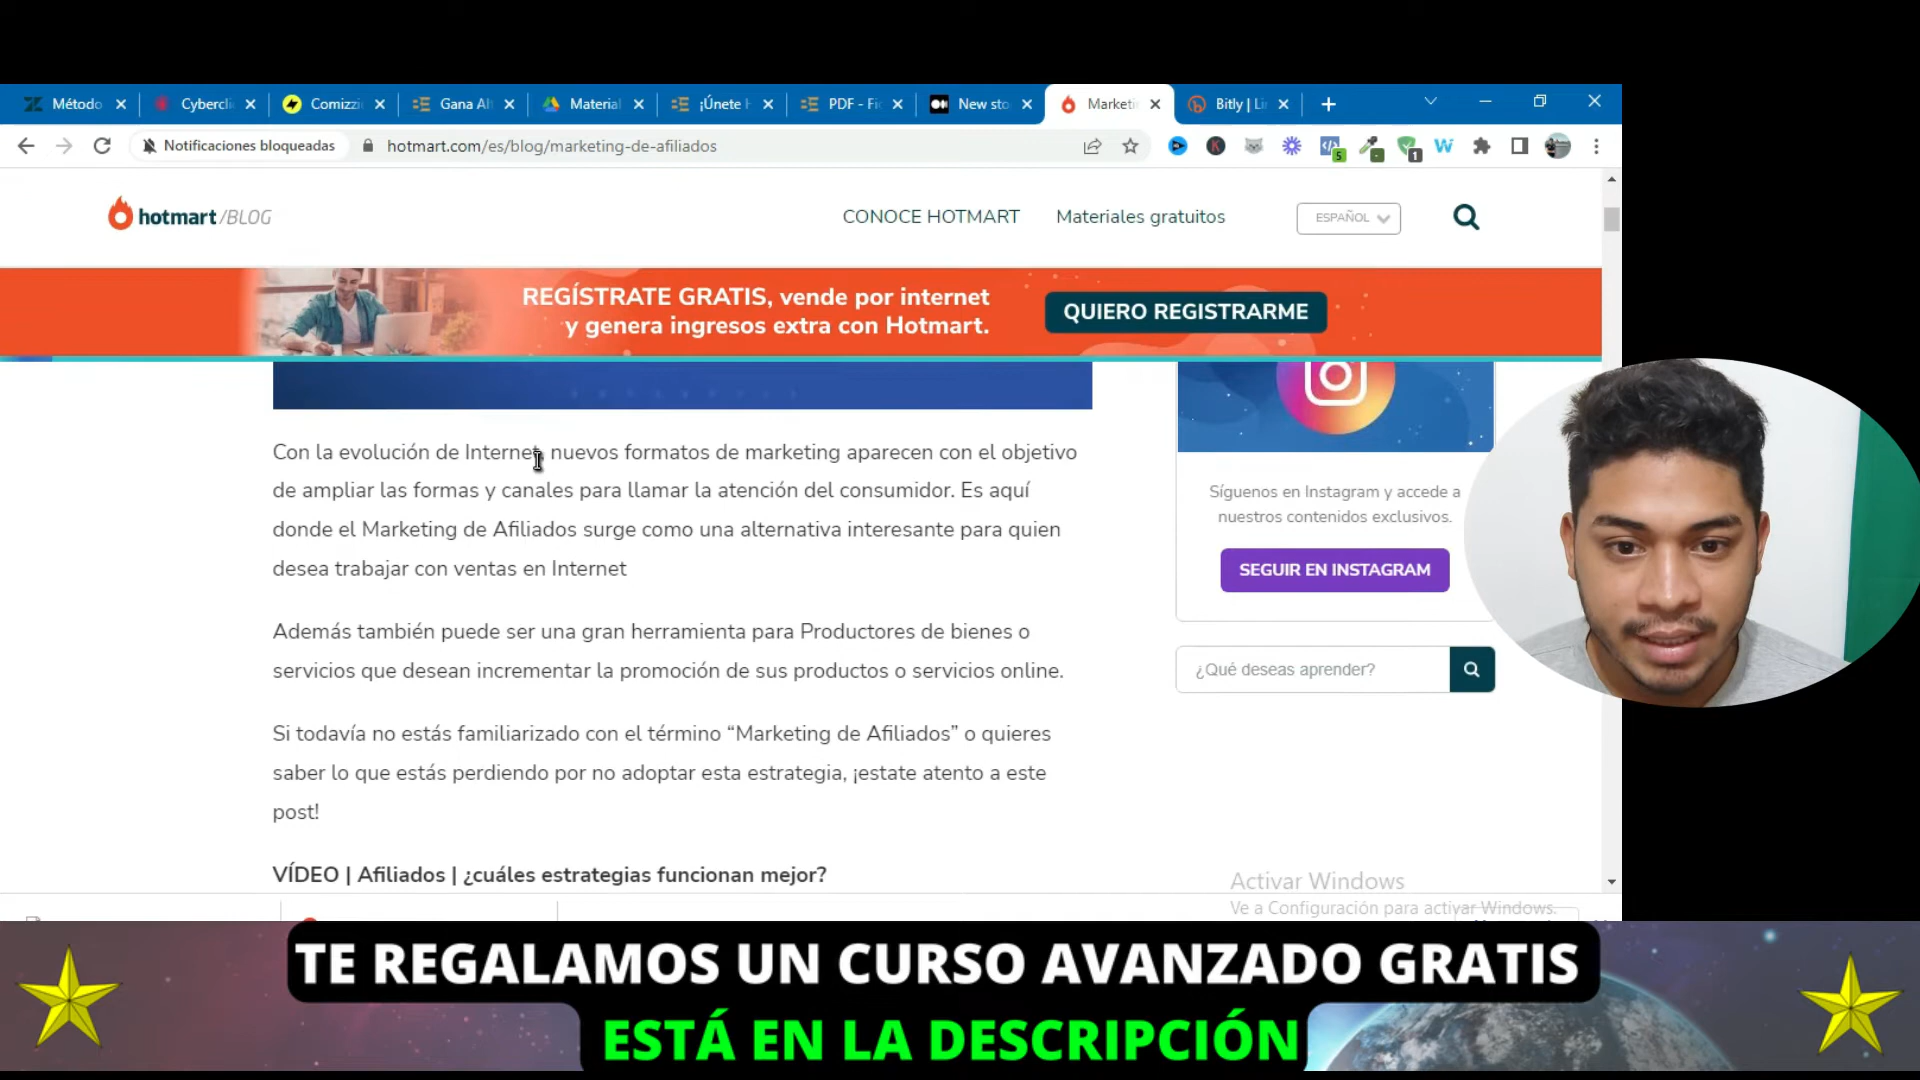 Método
Cybercli
Comizzi
Gana Al
Material
¡Únete
PDF - Fi
New sto
Marketi
Bitly | Li
Notificaciones bloqueadas
hotmart.com/es/blog/marketing-de-afiliados
5
1
W
hotmart /BLOG
CONOCE HOTMART
Materiales gratuitos
ESPAÑOL
REGÍSTRATE GRATIS, vende por internet
y genera ingresos extra con Hotmart.
QUIERO REGISTRARME
Con la evolución de Internet, nuevos formatos de marketing aparecen con el objetivo
de ampliar las formas y canales para llamar la atención del consumidor. Es aquí
donde el Marketing de Afiliados surge como una alternativa interesante para quien
desea trabajar con ventas en Internet
Además también puede ser una gran herramienta para Productores de bienes o
servicios que desean incrementar la promoción de sus productos o servicios online.
Si todavía no estás familiarizado con el término “Marketing de Afiliados” o quieres
saber lo que estás perdiendo por no adoptar esta estrategia, ¡estate atento a este
post!
VÍDEO | Afiliados | ¿cuáles estrategias funcionan mejor?
Síguenos en Instagram y accede a
nuestros contenidos exclusivos.
SEGUIR EN INSTAGRAM
¿Qué deseas aprender?
Activar Windows
Ve a Configuración para activar Windows.
TE REGALAMOS UN CURSO AVANZADO GRATIS
ESTÁ EN LA DESCRIPCIÓN